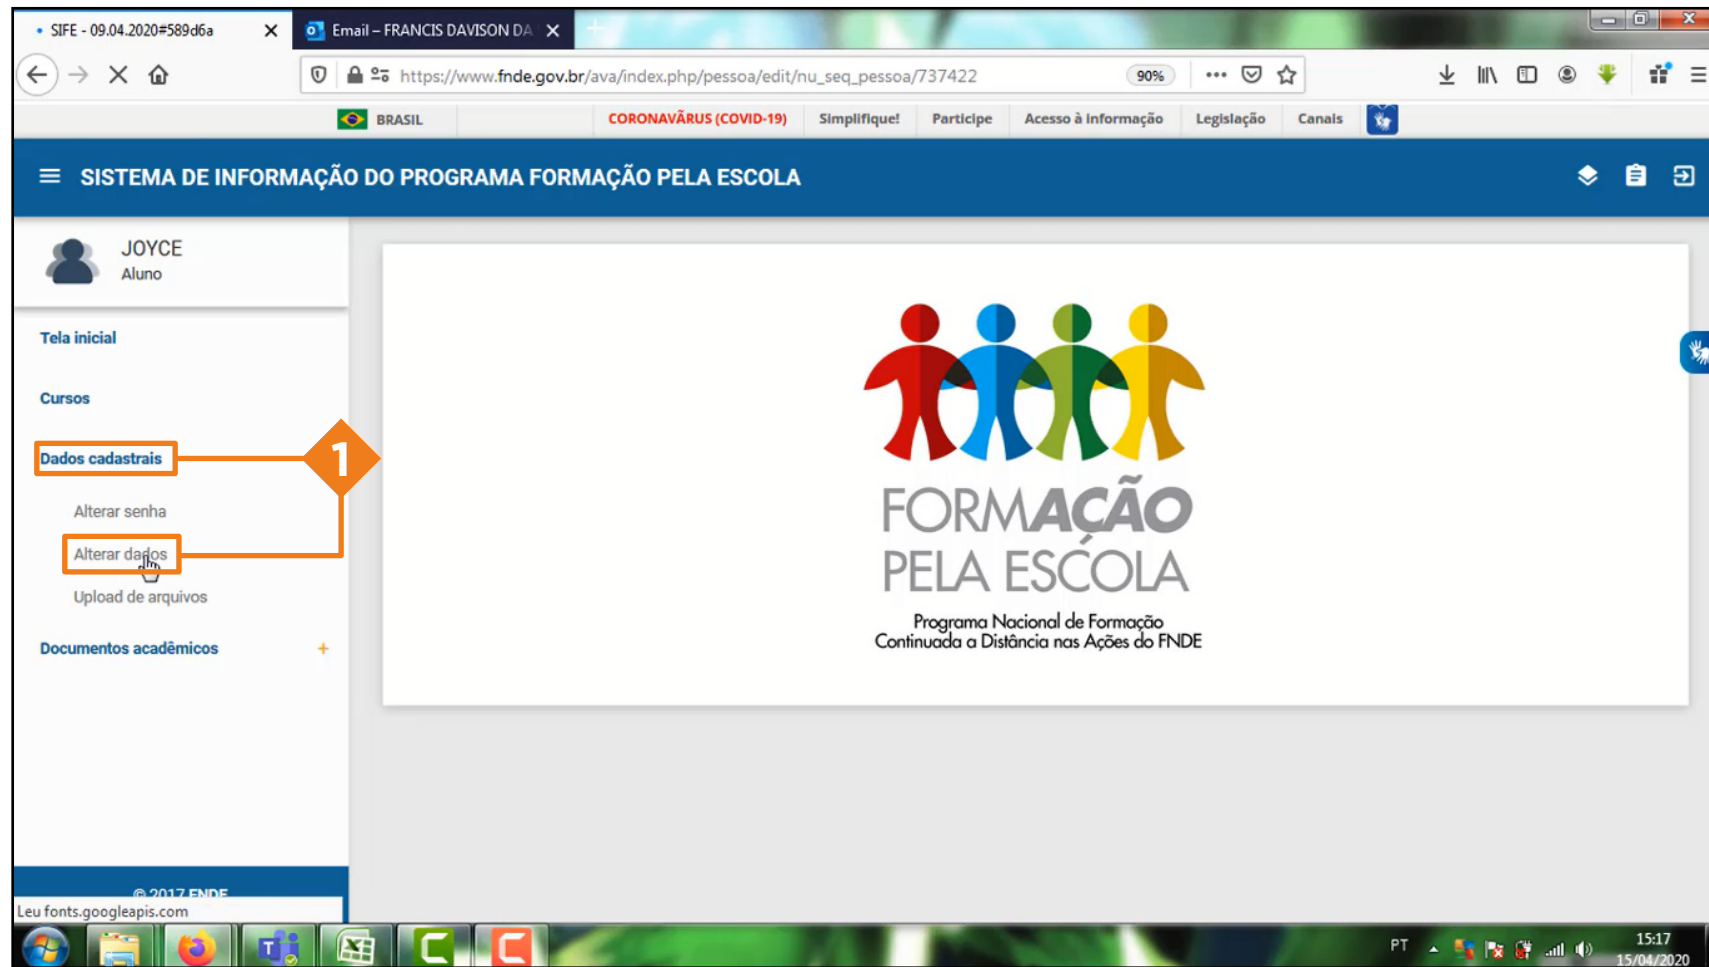 SIFE - 09.04.2020#589d6a
Email – FRANCIS DAVISON DA
https://www.fnde.gov.br/ava/index.php/pessoa/edit/nu_seq_pessoa/737422
90%
BRASIL
CORONAVÃRUS (COVID-19)
Simplifique!
Participe
Acesso à informação
Legislação
Canais
SISTEMA DE INFORMAÇÃO DO PROGRAMA FORMAÇÃO PELA ESCOLA
JOYCE
Aluno
Tela inicial
Cursos
Dados cadastrais
1
Alterar senha
Alterar dados
Upload de arquivos
Documentos acadêmicos +
FORMAÇÃO
PELA ESCOLA
Programa Nacional de Formação
Continuada a Distância nas Ações do FNDE
© 2017 FNDE
Leu fonts.googleapis.com
PT
15:17
15/04/2020